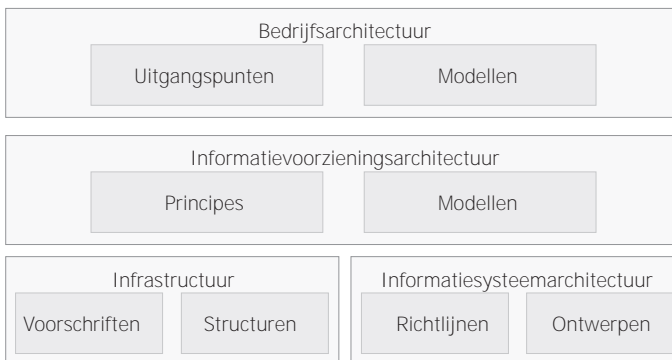 Bedrijfsarchitectuur
Uitgangspunten Modellen
Informatievoorzieningsarchitectuur
Principes Modellen
Infrastructuur
Voorschriften Structuren
Informatiesysteemarchitectuur
Richtlijnen Ontwerpen